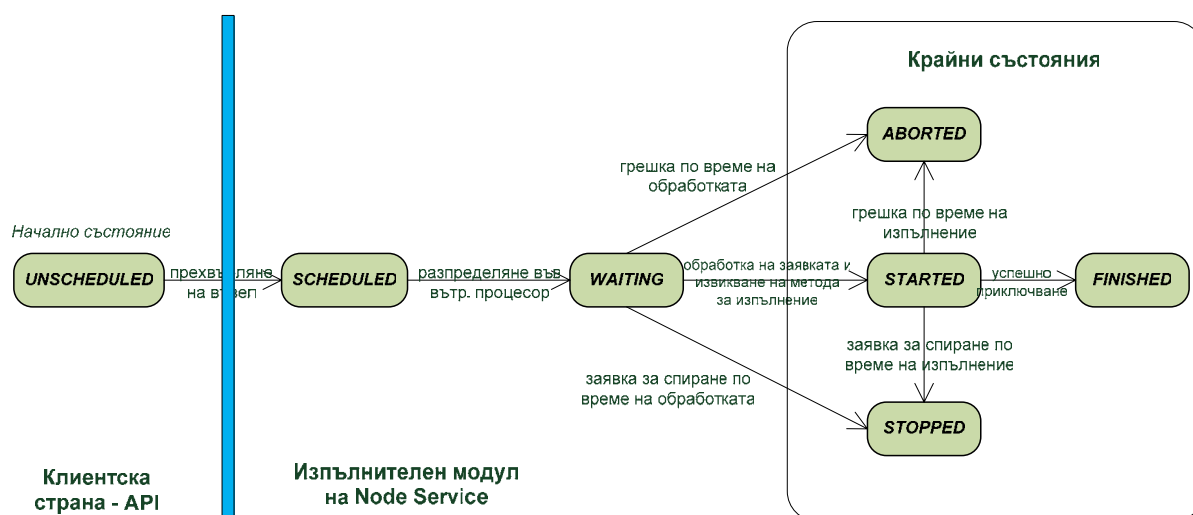 Крайни състояния
ABORTED
грешка по време на
обработката
грешка по време на
изпълнение
Начално състояние
UNSCHEDULED
прехвърляне
на възел
SCHEDULED
разпределяне във
вътр. процесор
WAITING
обработка на заявката и
извикване на метода
за изпълнение
STARTED
успешно
приключване
FINISHED
заявка за спиране по
време на изпълнение
заявка за спиране по
време на обработката
STOPPED
Клиентска
страна - API
Изпълнителен модул
на Node Service